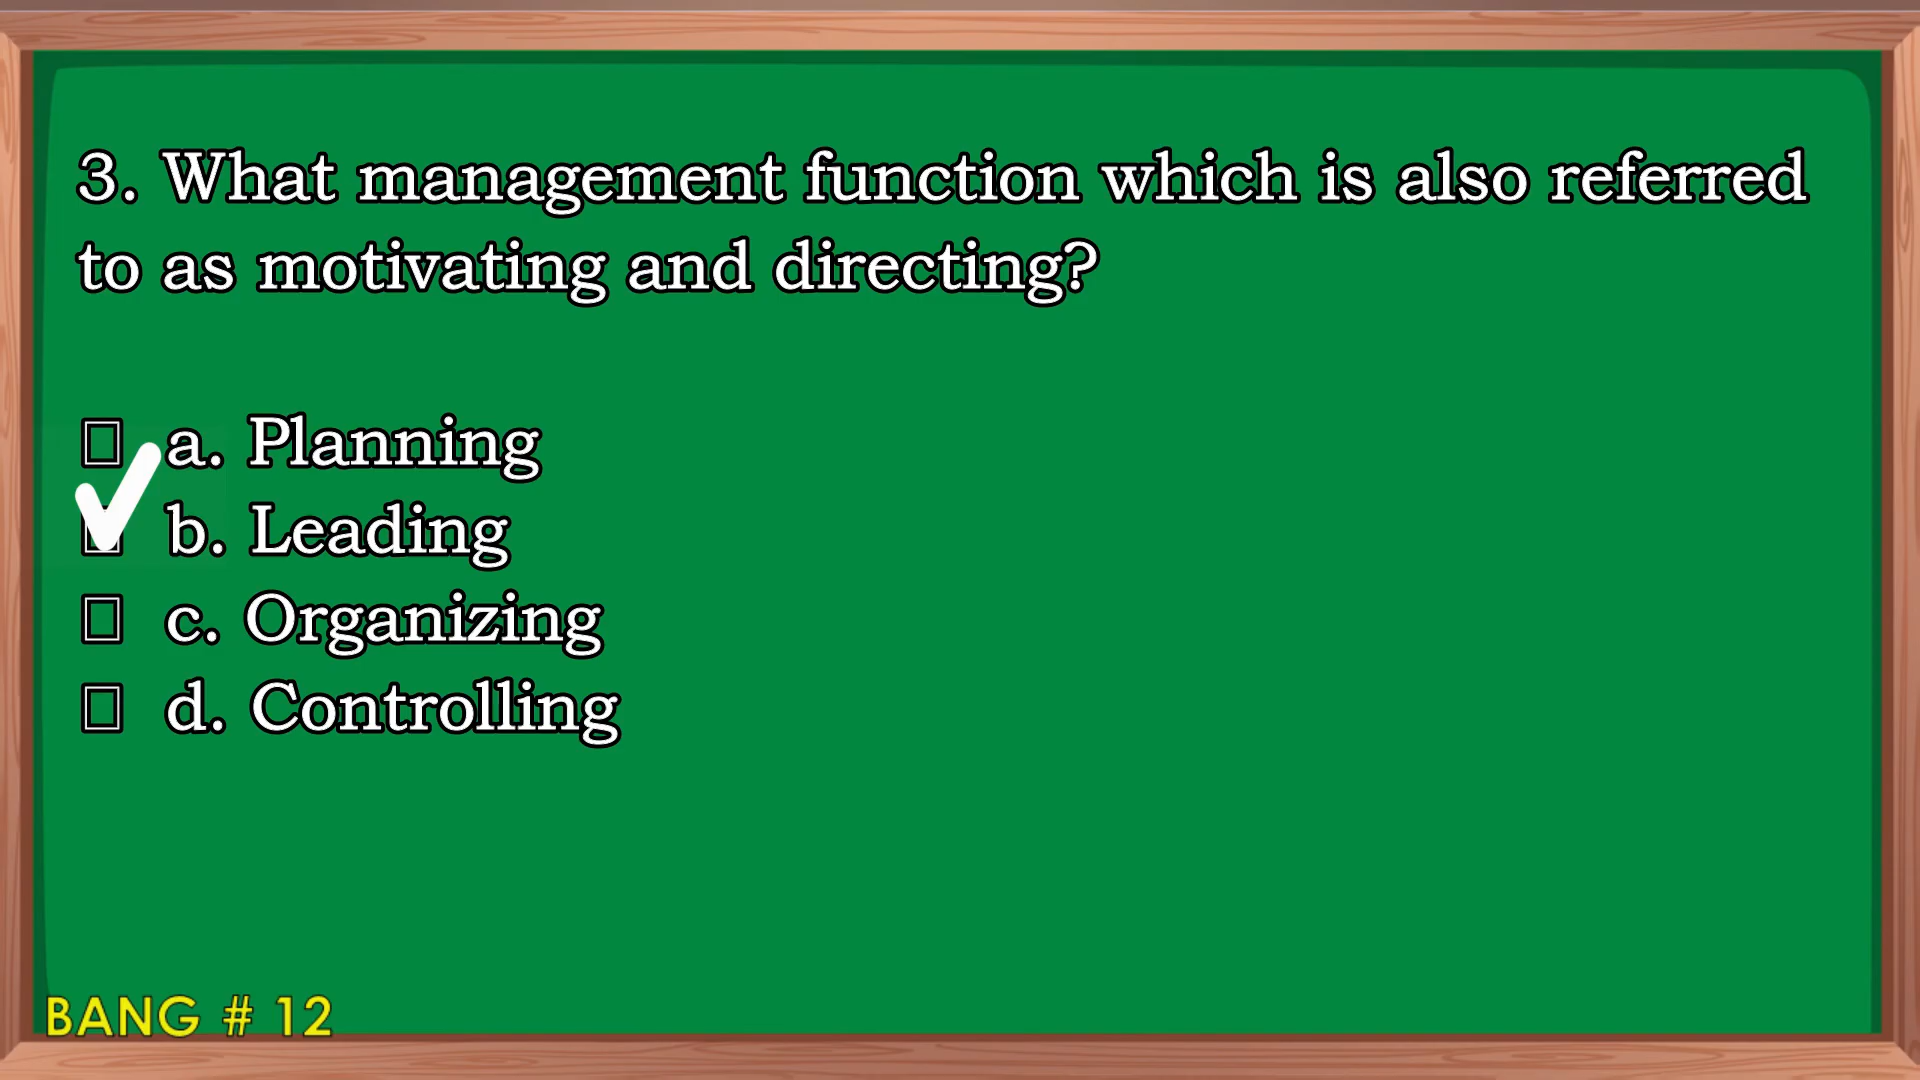 3. What management function which is also referred
to as motivating and directing?
a. Planning
b. Leading
c. Organizing
d. Controlling
BANG # 12